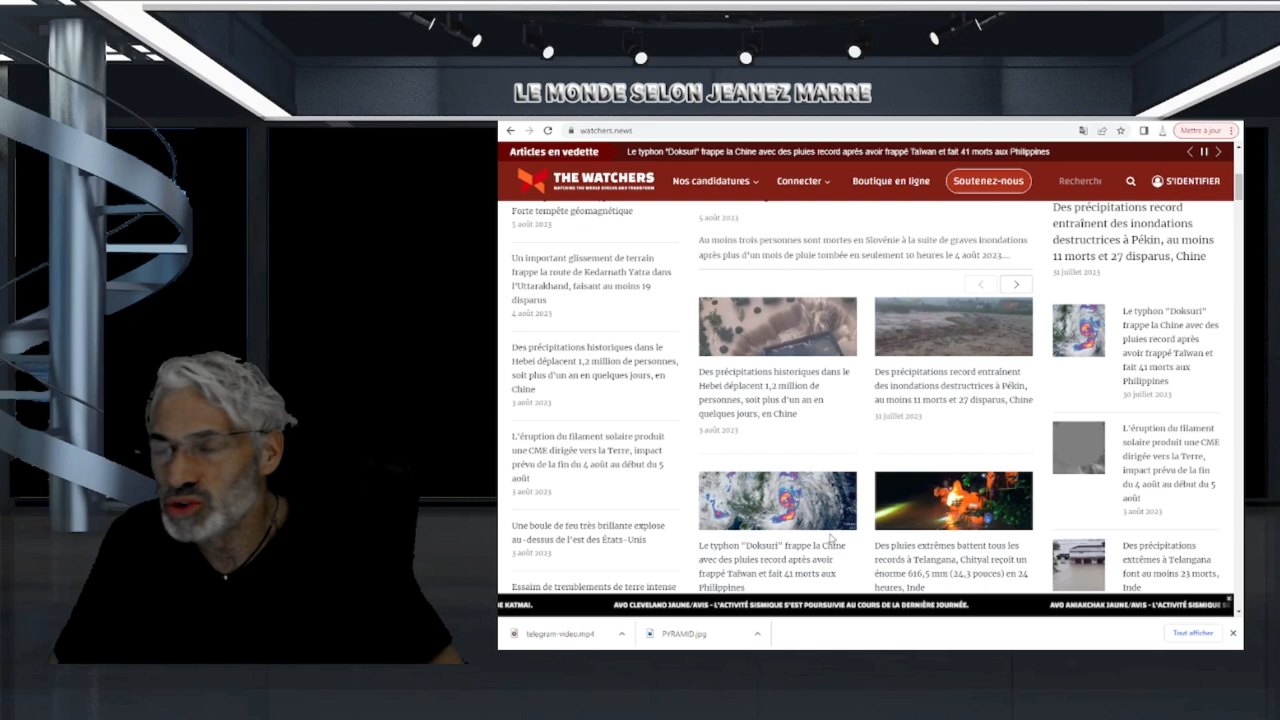 LE MONDE SELON JEANEZ MARRE
watchers.news
Mettre à jour
Articles en vedette
Le typhon "Doksuri" frappe la Chine avec des pluies record après avoir frappé Taïwan et fait 41 morts aux Philippines
THE WATCHERS
WATCHING THE WORLD EVOLVE AND TRANSFORM
Nos candidatures
Connecter
Boutique en ligne
Soutenez-nous
Recherche
S'IDENTIFIER
Forte tempête géomagnétique
5 août 2023
Un important glissement de terrain
frappe la route de Kedarnath Yatra dans
l'Uttarakhand, faisant au moins 19
disparus
4 août 2023
Des précipitations historiques dans le
Hebei déplacent 1,2 million de personnes,
soit plus d'un an en quelques jours, en
Chine
3 août 2023
L'éruption du filament solaire produit
une CME dirigée vers la Terre, impact
prévu de la fin du 4 août au début du 5
août
3 août 2023
Une boule de feu très brillante explose
au-dessus de l'est des États-Unis
3 août 2023
Essaim de tremblements de terre intense
5 août 2023
Au moins trois personnes sont mortes en Slovénie à la suite de graves inondations
après plus d'un mois de pluie tombée en seulement 10 heures le 4 août 2023....
Des précipitations historiques dans le
Hebei déplacent 1,2 million de
personnes, soit plus d'un an en
quelques jours, en Chine
3 août 2023
Des précipitations record entraînent
des inondations destructrices à Pékin,
au moins 11 morts et 27 disparus, Chine
31 juillet 2023
Le typhon "Doksuri" frappe la Chine
avec des pluies record après avoir
frappé Taïwan et fait 41 morts aux
Philippines
Des pluies extrêmes battent tous les
records à Telangana, Chityal reçoit un
énorme 616,5 mm (24,3 pouces) en 24
heures, Inde
Des précipitations record
entraînent des inondations
destructrices à Pékin, au moins
11 morts et 27 disparus, Chine
31 juillet 2023
Le typhon "Doksuri"
frappe la Chine avec des
pluies record après
avoir frappé Taïwan et
fait 41 morts aux
Philippines
30 juillet 2023
L'éruption du filament
solaire produit une CME
dirigée vers la Terre,
impact prévu de la fin
du 4 août au début du 5
août
3 août 2023
Des précipitations
extrêmes à Telangana
font au moins 23 morts,
Inde
E KATMAI.
AVO CLEVELAND JAUNE/AVIS - L'ACTIVITÉ SISMIQUE S'EST POURSUIVIE AU COURS DE LA DERNIÈRE JOURNÉE.
AVO ANIAKCHAK JAUNE/AVIS - L'ACTIVITÉ SISMIQUE S
telegram-video.mp4
PYRAMID.jpg
Tout afficher